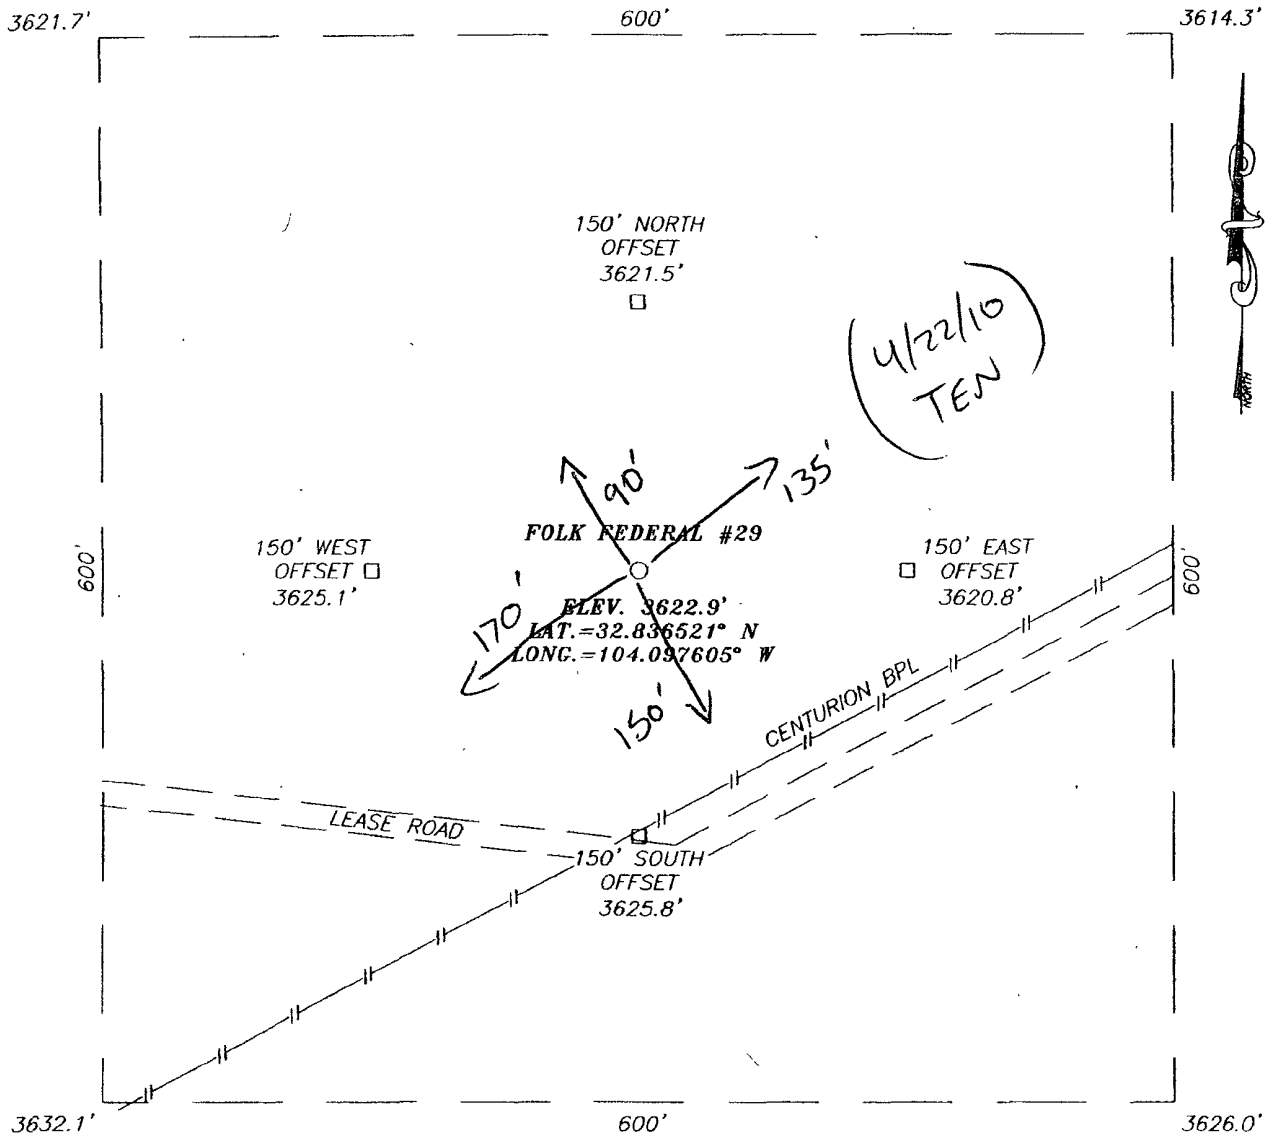 3621.7'
600'
3614.3'
150' NORTH
OFFSET
3621.5'
4/22/10
TEN
NORTH
90'
135'
FOLK FEDERAL #29
150' WEST
OFFSET
3625.1'
600'
150' EAST
OFFSET
3620.8'
600'
170'
ELEV. 3622.9'
LAT.=32.836521° N
LONG.=104.097605° W
150'
CENTURION BPL
LEASE ROAD
150' SOUTH
OFFSET
3625.8'
3632.1'
600'
3626.0'